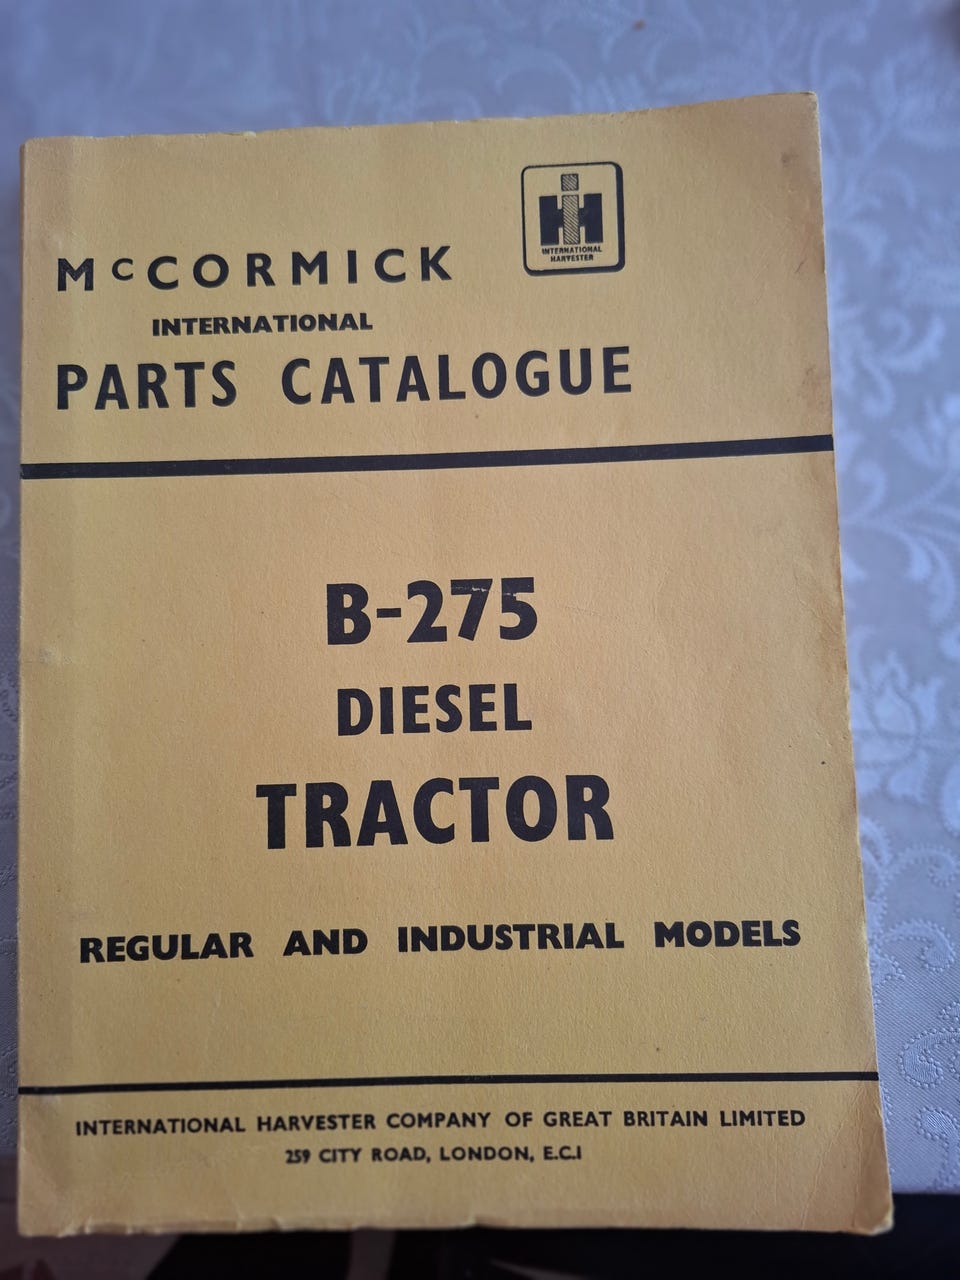 IH
INTERNATIONAL
HARVESTER
McCORMICK
INTERNATIONAL
PARTS CATALOGUE
B-275
DIESEL
TRACTOR
REGULAR AND INDUSTRIAL MODELS
INTERNATIONAL HARVESTER COMPANY OF GREAT BRITAIN LIMITED
259 CITY ROAD, LONDON, E.C.1